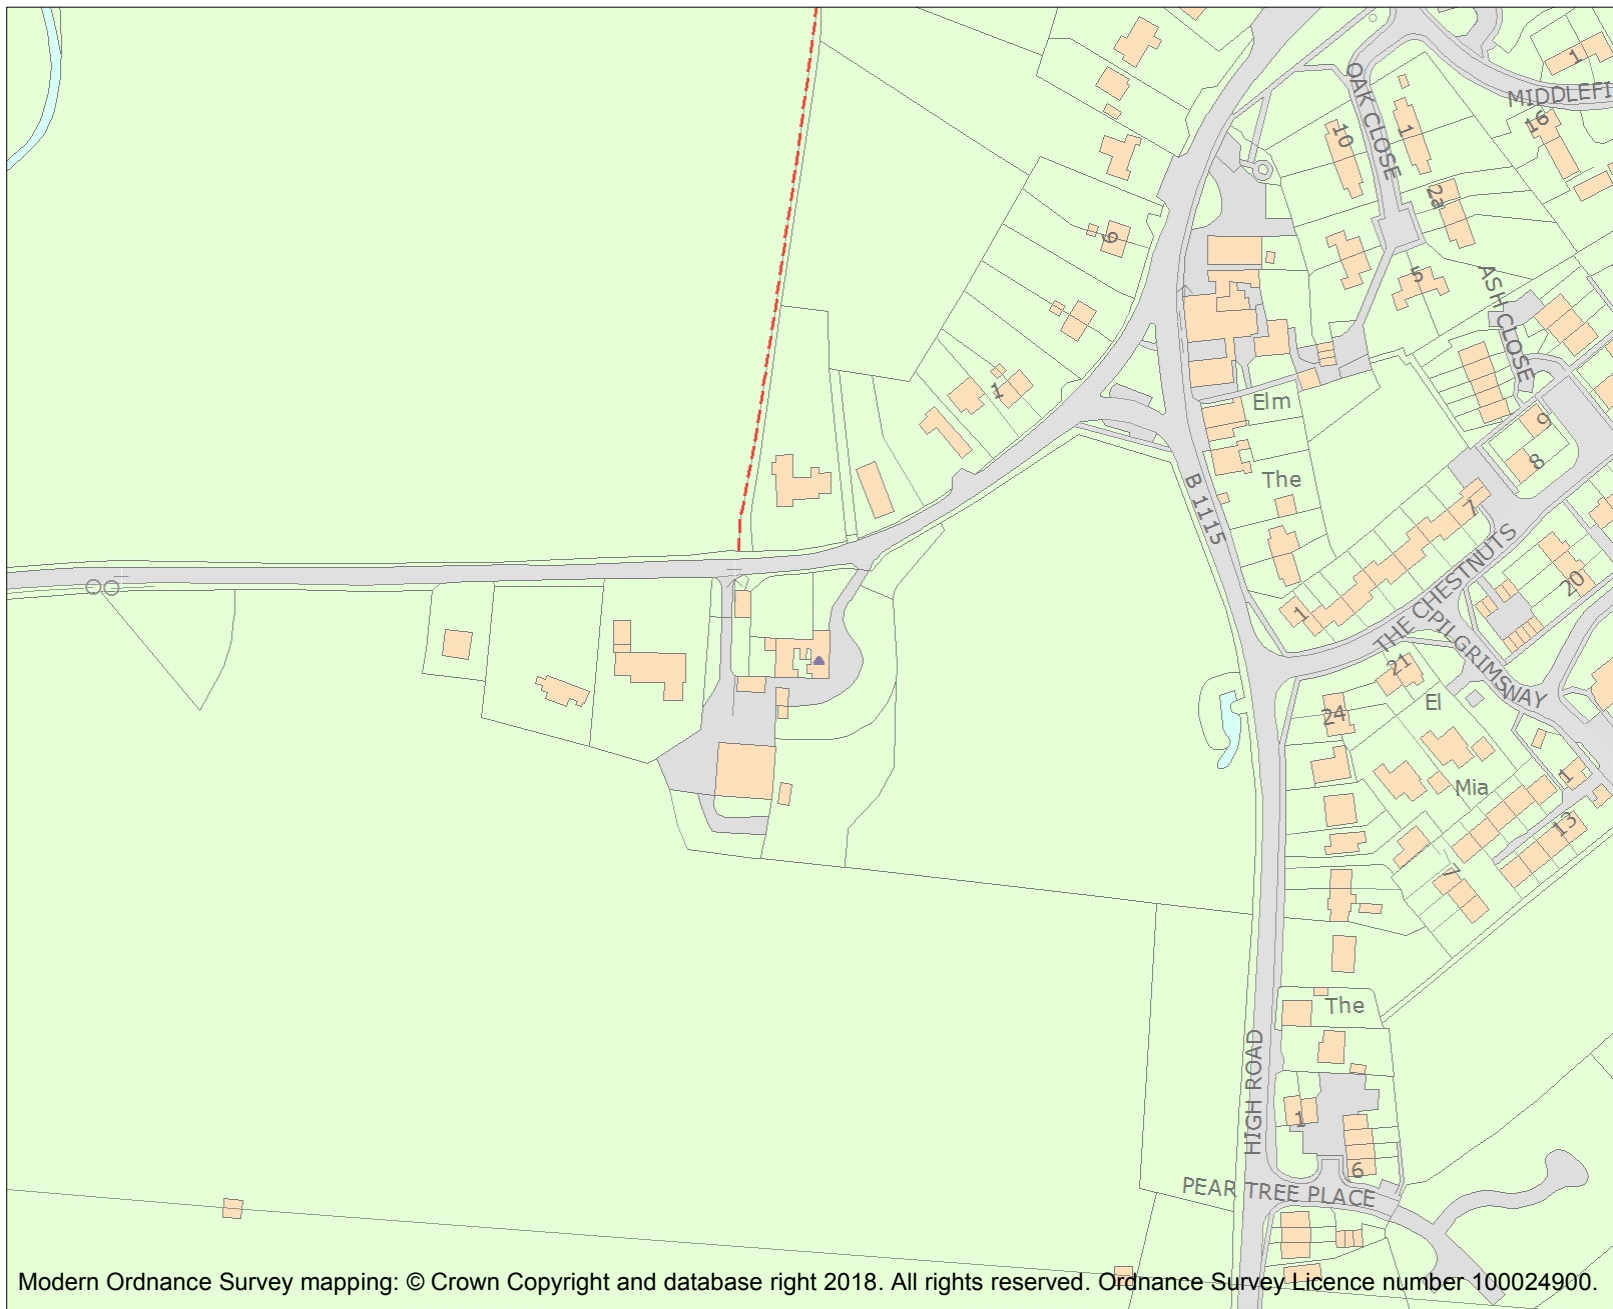 1
MIDDLEFI
OAK CLOSE
10
1
16
2a
9
5
ASH CLOSE
1
Elm
9
8
The
B 1115
7
1
THE CHESTNUTS
20
PILGRIMS WAY
21
El
24
Mia
1
13
7
The
HIGH ROAD
1
6
PEAR TREE PLACE
Modern Ordnance Survey mapping: © Crown Copyright and database right 2018. All rights reserved. Ordnance Survey Licence number 100024900.